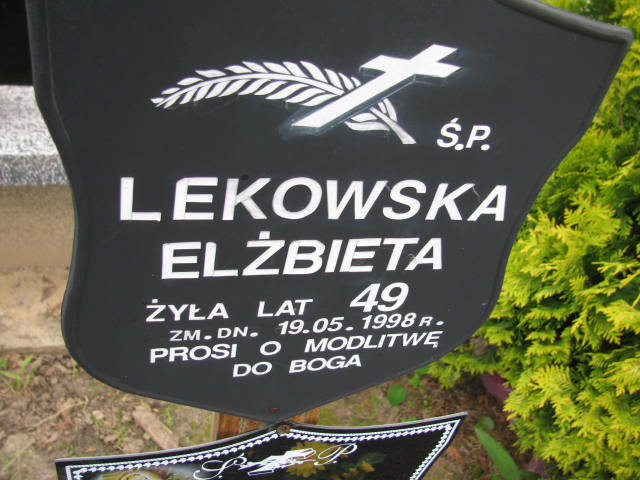 Ś.P.
LEKOWSKA
ELŻBIETA
ŻYŁA LAT 49
ZM. DN. 19.05.1998 R.
PROSI O MODLITWĘ
DO BOGA
Ś. P.